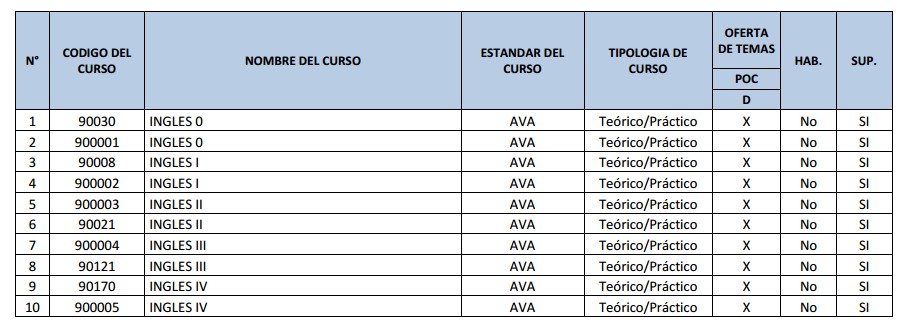 N° CODIGO DEL CURSO NOMBRE DEL CURSO ESTANDAR DEL CURSO TIPOLOGIA DE CURSO OFERTA DE TEMAS POC D HAB. SUP.
1 90030 INGLES 0 AVA Teórico/Práctico X No SI
2 900001 INGLES 0 AVA Teórico/Práctico X No SI
3 90008 INGLES I AVA Teórico/Práctico X No SI
4 900002 INGLES I AVA Teórico/Práctico X No SI
5 900003 INGLES II AVA Teórico/Práctico X No SI
6 90021 INGLES II AVA Teórico/Práctico X No SI
7 900004 INGLES III AVA Teórico/Práctico X No SI
8 90121 INGLES III AVA Teórico/Práctico X No SI
9 90170 INGLES IV AVA Teórico/Práctico X No SI
10 900005 INGLES IV AVA Teórico/Práctico X No SI